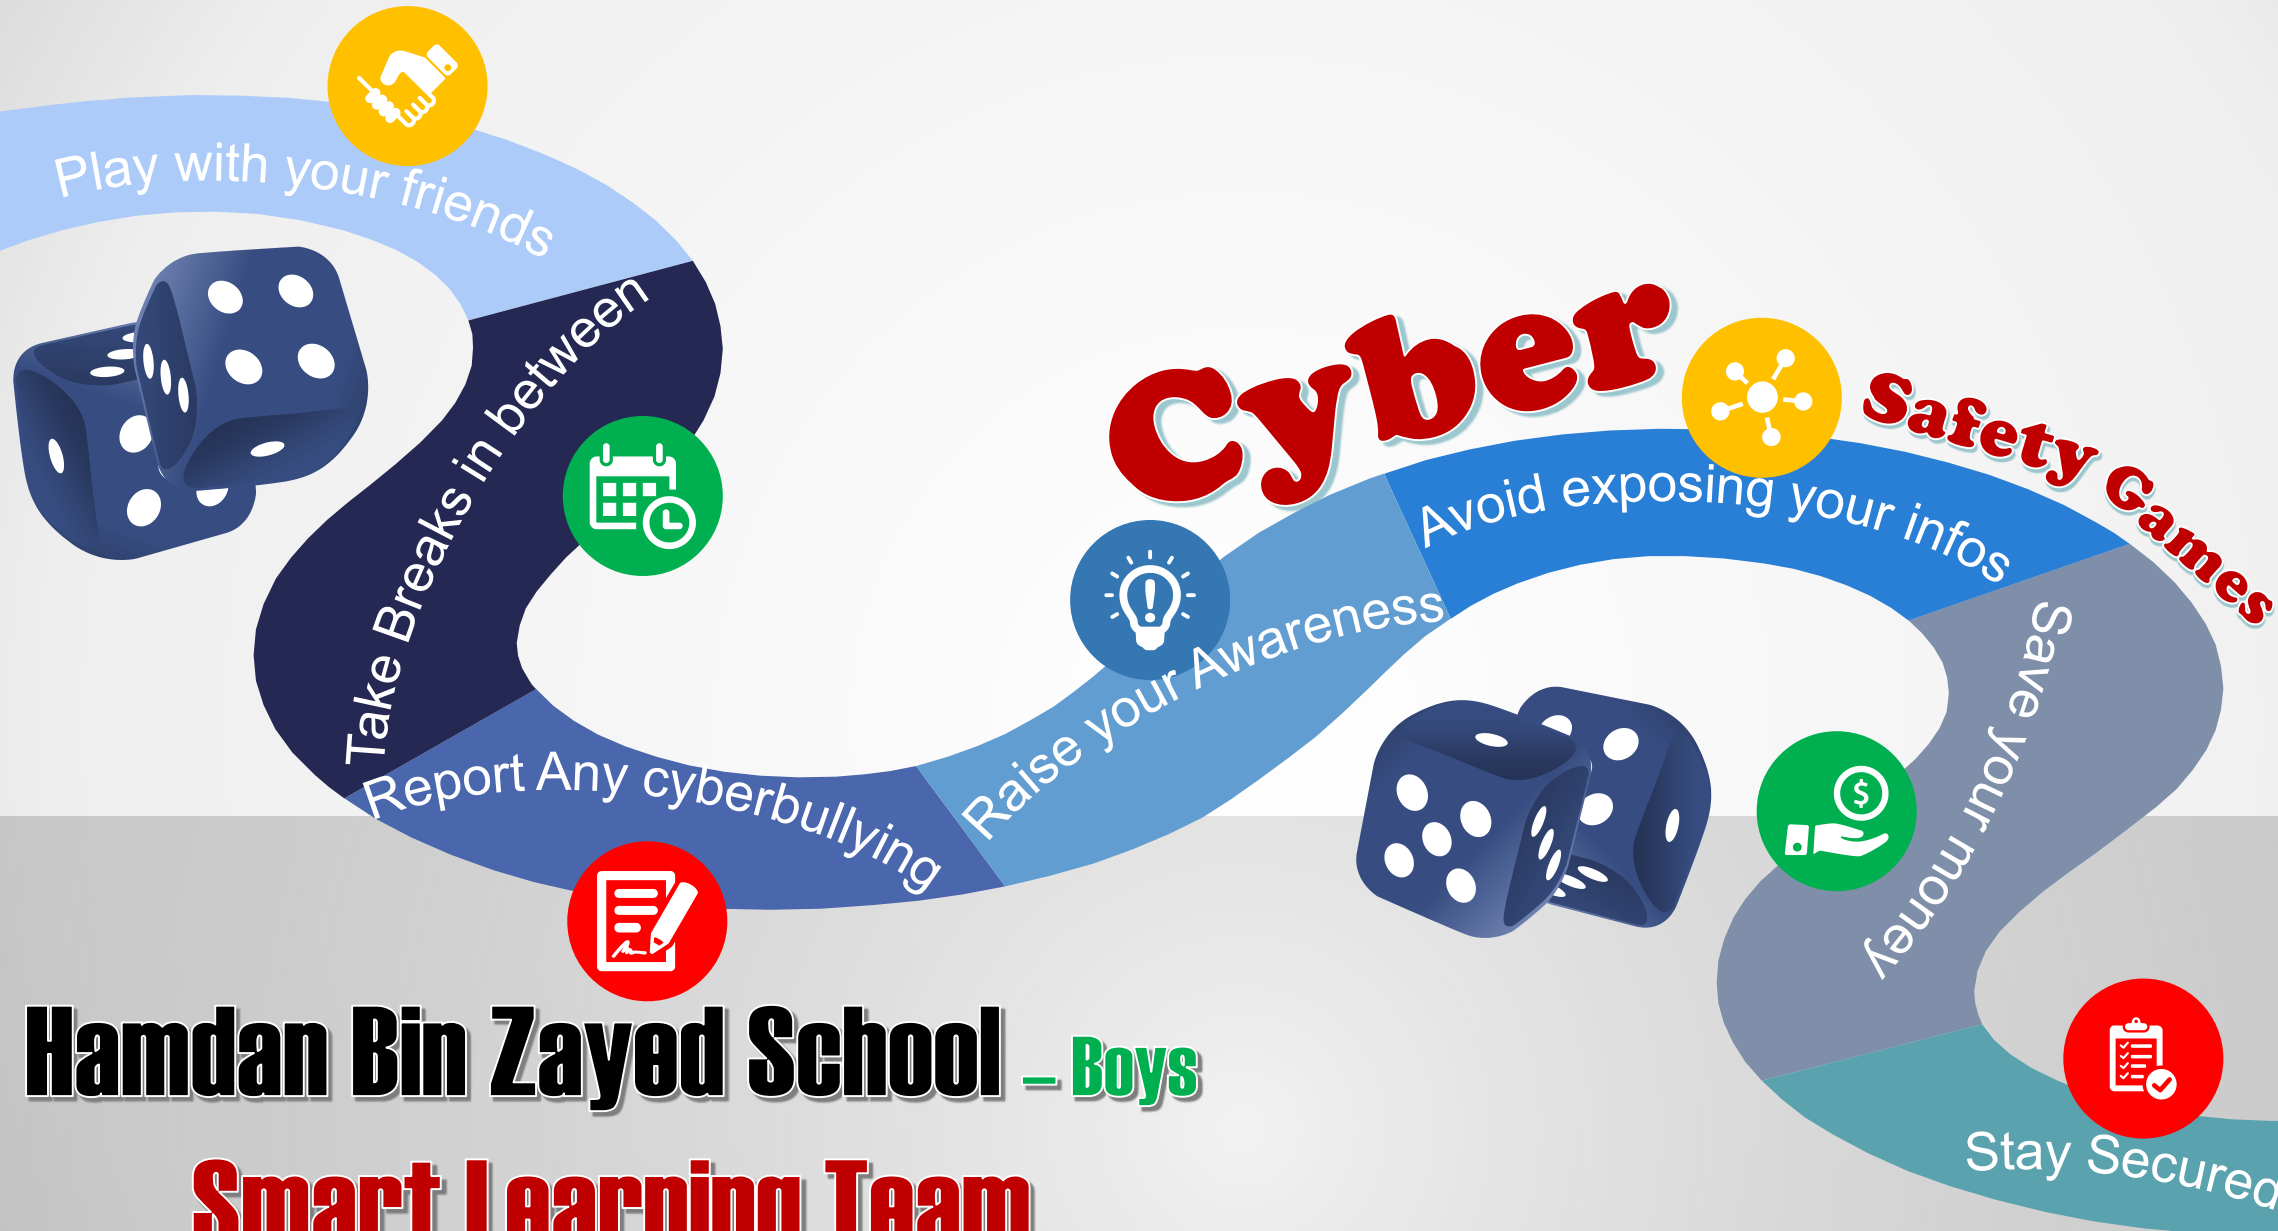 Play with your friends
Take Breaks in between
Report Any cyberbullying
Raise your Awareness
Cyber
Safety Games
Avoid exposing your infos
Save your money
Stay Secured
Hamdan Bin Zayed School – Boys
Smart Learning Team